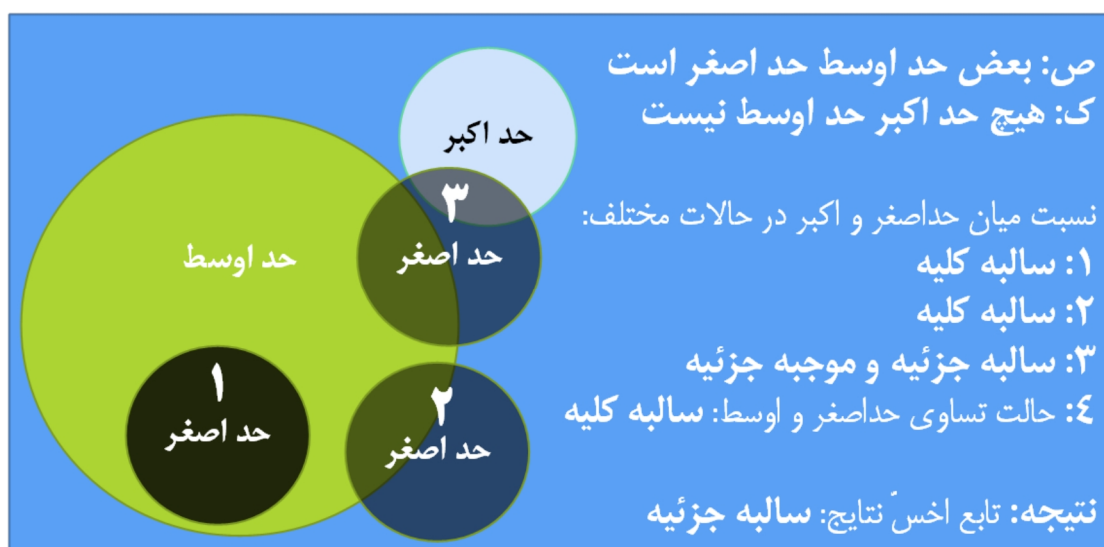 ص: بعض حد اوسط حد اصغر است
ک: هیچ حد اکبر حد اوسط نیست
نسبت میان حداصغر و اکبر در حالات مختلف:
۱: سالبه کلیه
۲: سالبه کلیه
۳: سالبه جزئیه و موجبه جزئیه
٤: حالت تساوی حداصغر و اوسط: سالبه کلیه
نتیجه: تابع اخسّ نتایج: سالبه جزئیه
حد اکبر
۳
حد اصغر
حد اوسط
۱
حد اصغر
۲
حد اصغر